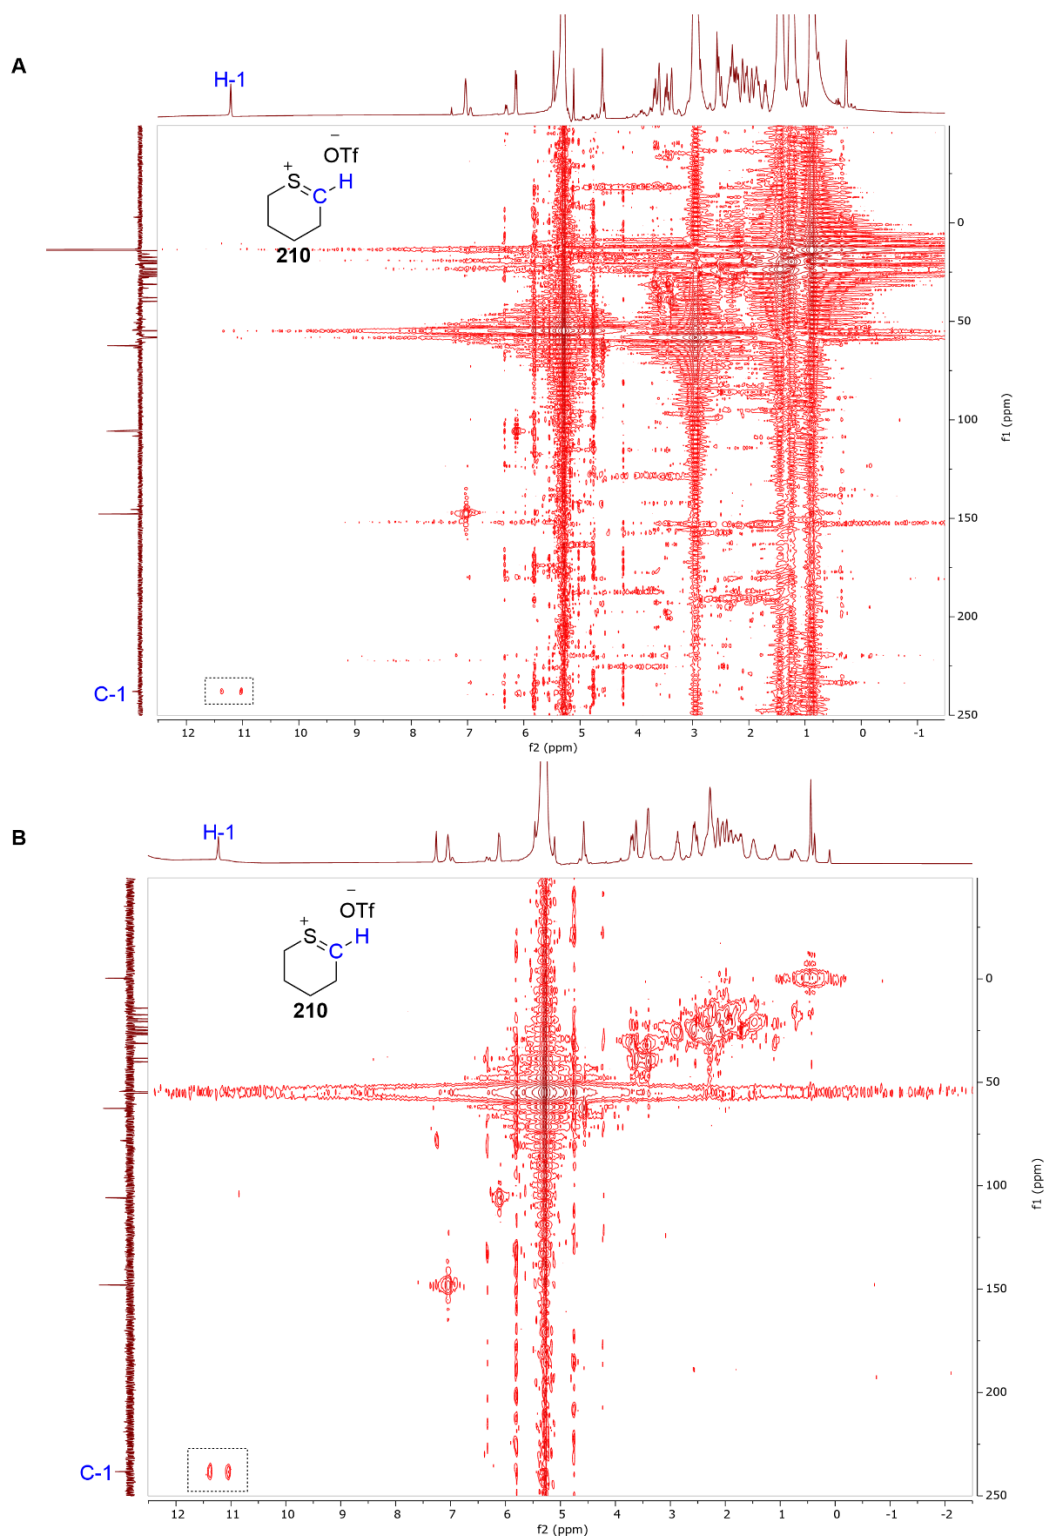 A
H-1
−
OTf
+
S
H
C
210
0
50
100
150
200
250
f1 (ppm)
C-1
12 11 10 9 8 7 6 5 4 3 2 1 0 -1
f2 (ppm)
B
H-1
−
OTf
+
S
H
C
210
0
50
100
150
200
250
f1 (ppm)
C-1
12 11 10 9 8 7 6 5 4 3 2 1 0 -1 -2
f2 (ppm)